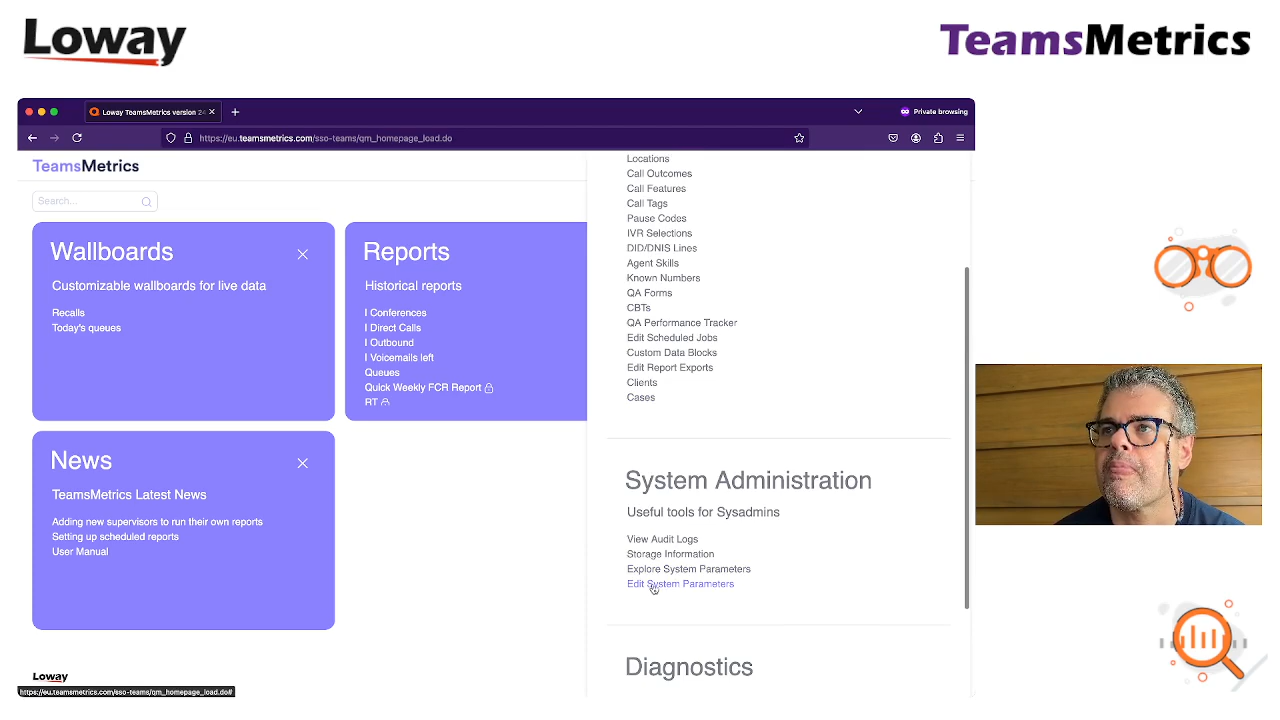 Loway
TeamsMetrics
Loway TeamsMetrics version 24
Private browsing
https://eu.teamsmetrics.com/sso-teams/qm_homepage_load.do
TeamsMetrics
Search...
Wallboards
Customizable wallboards for live data
Recalls
Today's queues
Reports
Historical reports
I Conferences
I Direct Calls
I Outbound
I Voicemails left
Queues
Quick Weekly FCR Report
RT
News
TeamsMetrics Latest News
Adding new supervisors to run their own reports
Setting up scheduled reports
User Manual
Locations
Call Outcomes
Call Features
Call Tags
Pause Codes
IVR Selections
DID/DNIS Lines
Agent Skills
Known Numbers
QA Forms
CBTs
QA Performance Tracker
Edit Scheduled Jobs
Custom Data Blocks
Edit Report Exports
Clients
Cases
System Administration
Useful tools for Sysadmins
View Audit Logs
Storage Information
Explore System Parameters
Edit System Parameters
Diagnostics
Loway
https://eu.teamsmetrics.com/sso-teams/qm_homepage_load.do#